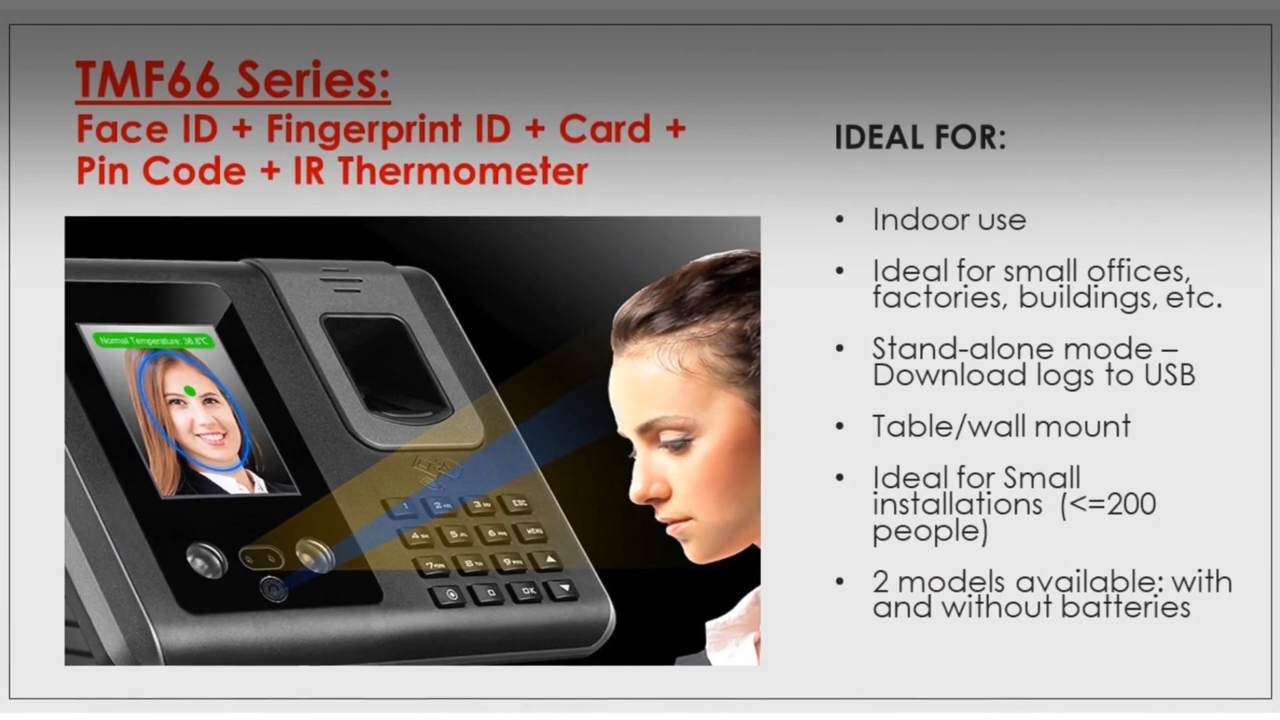 TMF66 Series:
Face ID + Fingerprint ID + Card +
Pin Code + IR Thermometer
IDEAL FOR:
• Indoor use
• Ideal for small offices,
factories, buildings, etc.
• Stand-alone mode –
Download logs to USB
• Table/wall mount
• Ideal for Small
installations (<=200
people)
• 2 models available: with
and without batteries
Normal Temperature: 36.8℃
1 2 3 ESC
4 5 6 MENU
7 8 9
0 OK